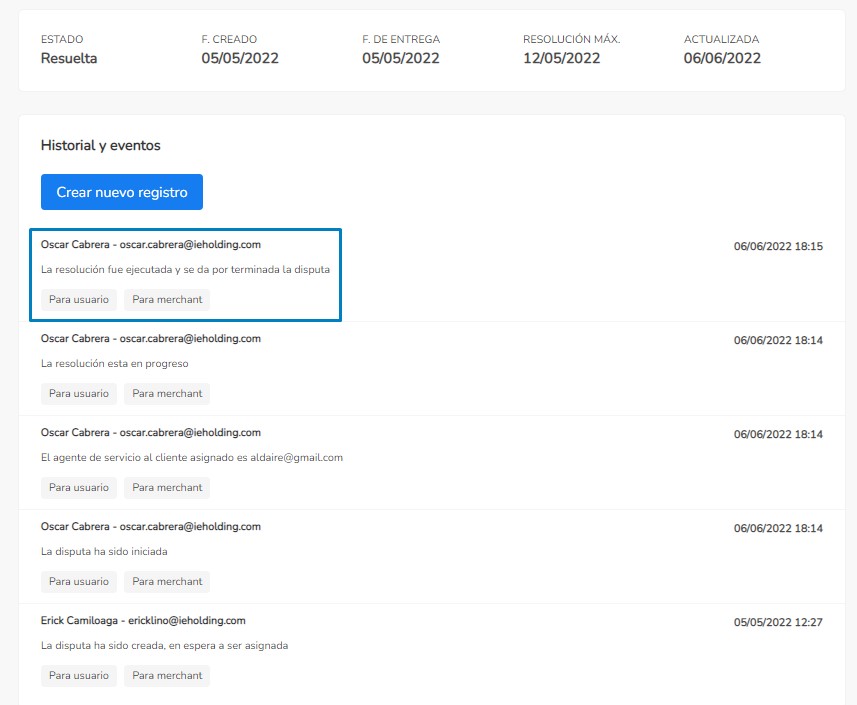 ESTADO
Resuelta
F. CREADO
05/05/2022
F. DE ENTREGA
05/05/2022
RESOLUCIÓN MÁX.
12/05/2022
ACTUALIZADA
06/06/2022
Historial y eventos
Crear nuevo registro
Oscar Cabrera - oscar.cabrera@ieholding.com
06/06/2022 18:15
La resolución fue ejecutada y se da por terminada la disputa
Para usuario Para merchant
Oscar Cabrera - oscar.cabrera@ieholding.com
06/06/2022 18:14
La resolución esta en progreso
Para usuario Para merchant
Oscar Cabrera - oscar.cabrera@ieholding.com
06/06/2022 18:14
El agente de servicio al cliente asignado es aldaire@gmail.com
Para usuario Para merchant
Oscar Cabrera - oscar.cabrera@ieholding.com
06/06/2022 18:14
La disputa ha sido iniciada
Para usuario Para merchant
Erick Camiloaga - ericklino@ieholding.com
05/05/2022 12:27
La disputa ha sido creada, en espera a ser asignada
Para usuario Para merchant